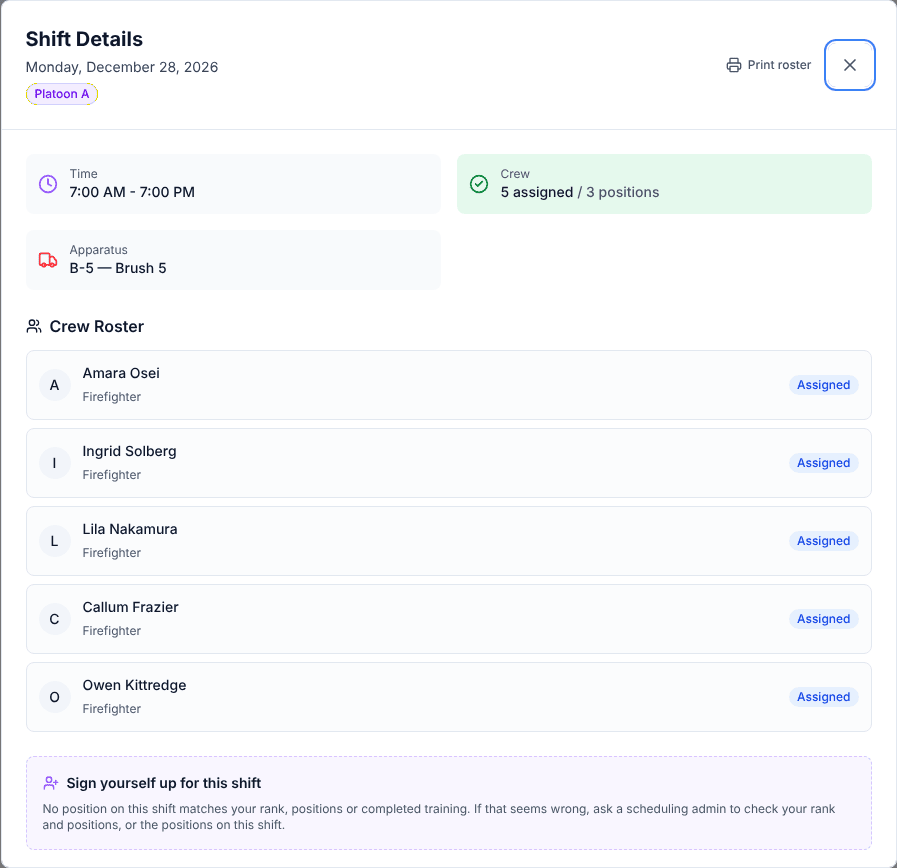 Shift Details
Monday, December 28, 2026
Platoon A
Print roster
Time
7:00 AM - 7:00 PM
Crew
5 assigned / 3 positions
Apparatus
B-5 — Brush 5
Crew Roster
A
Amara Osei
Firefighter
Assigned
I
Ingrid Solberg
Firefighter
Assigned
L
Lila Nakamura
Firefighter
Assigned
C
Callum Frazier
Firefighter
Assigned
O
Owen Kittredge
Firefighter
Assigned
Sign yourself up for this shift
No position on this shift matches your rank, positions or completed training. If that seems wrong, ask a scheduling admin to check your rank
and positions, or the positions on this shift.